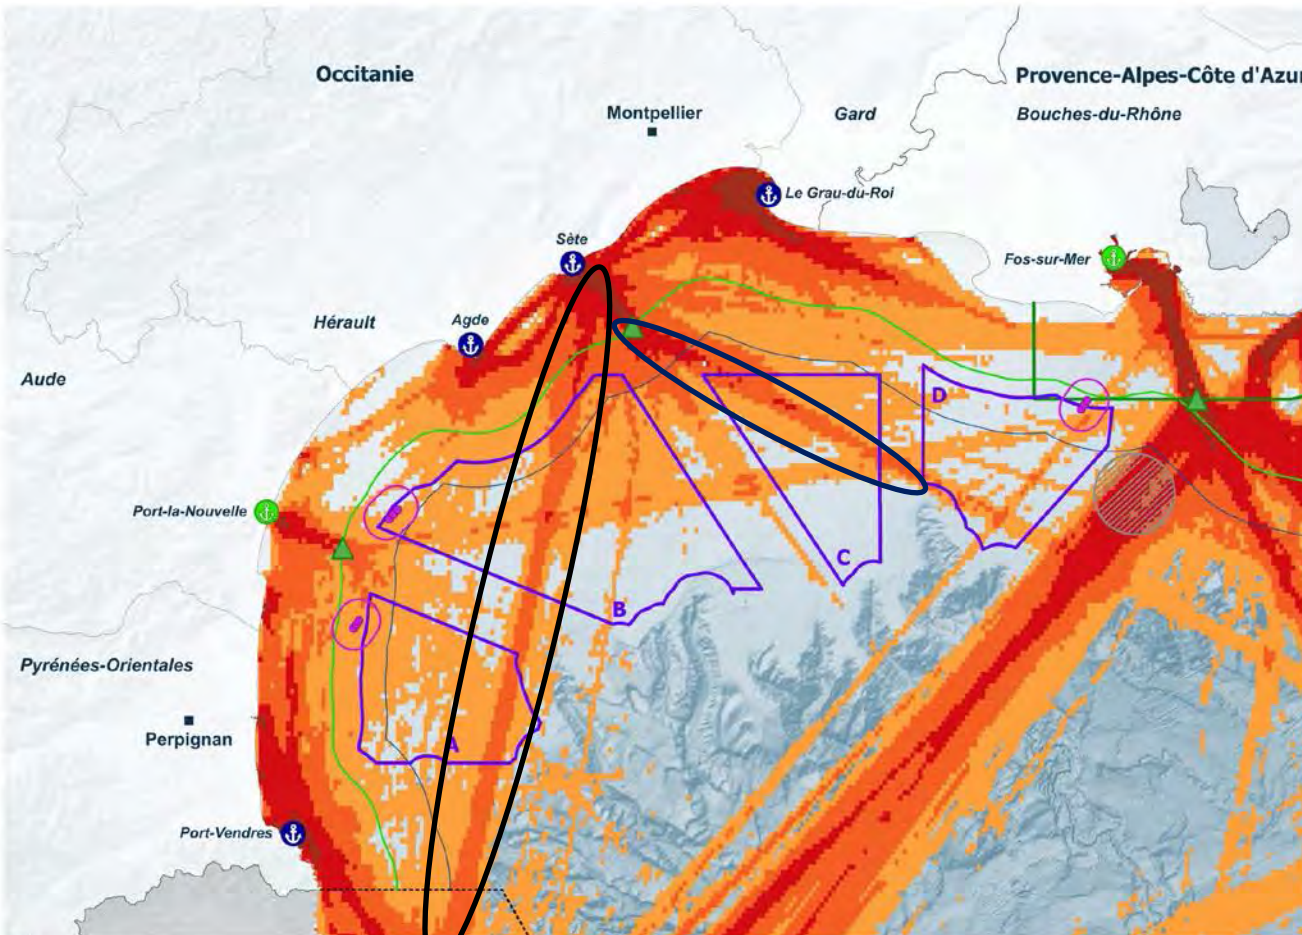 Occitanie
Provence-Alpes-Côte d'Azur
Montpellier
Gard
Bouches-du-Rhône
Le Grau-du-Roi
Sète
Fos-sur-Mer
Hérault
Agde
Aude
D
Port-la-Nouvelle
C
B
Pyrénées-Orientales
Perpignan
A
Port-Vendres